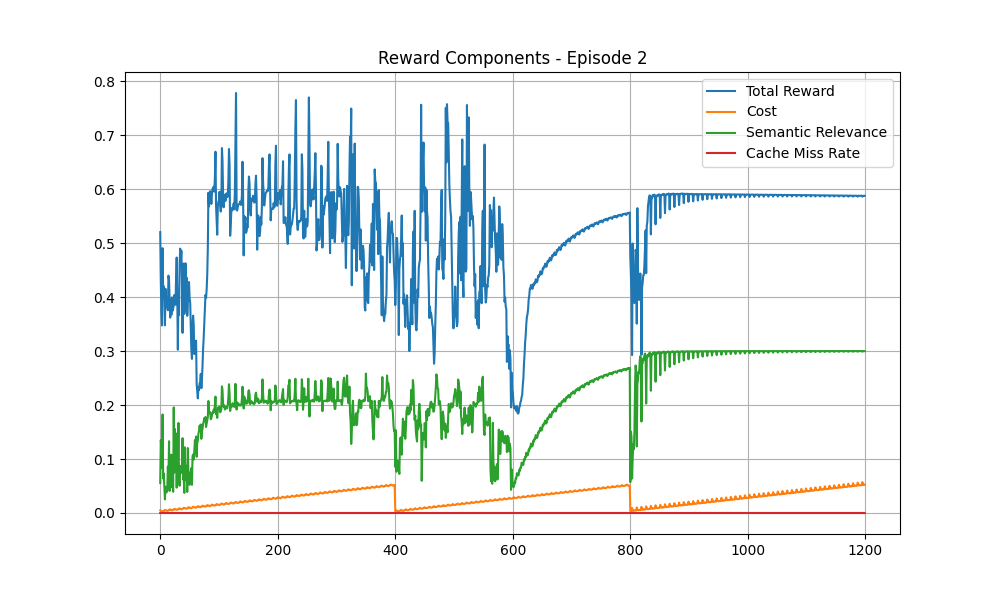 Reward Components - Episode 2
Total Reward
Cost
Semantic Relevance
Cache Miss Rate
0.8
0.7
0.6
0.5
0.4
0.3
0.2
0.1
0.0
0 200 400 600 800 1000 1200